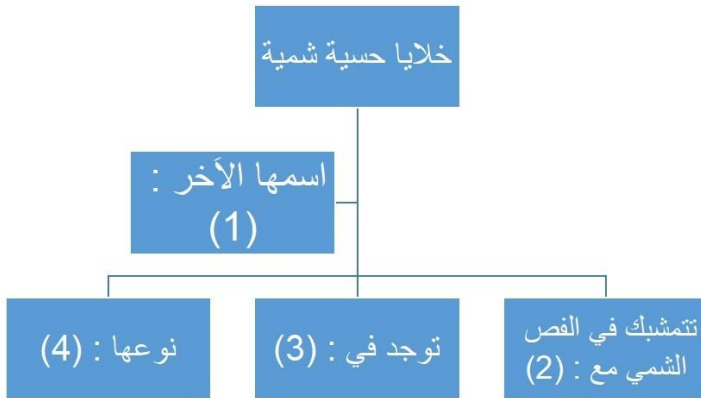 خلايا حسية شمية
اسمها الآخر :
(1)
تتمشبك في الفص
الشمي مع : (2)
توجد في : (3)
نوعها : (4)